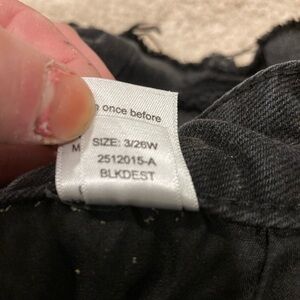 once before
M
SIZE: 3/26W
2512015-A
BLKDEST